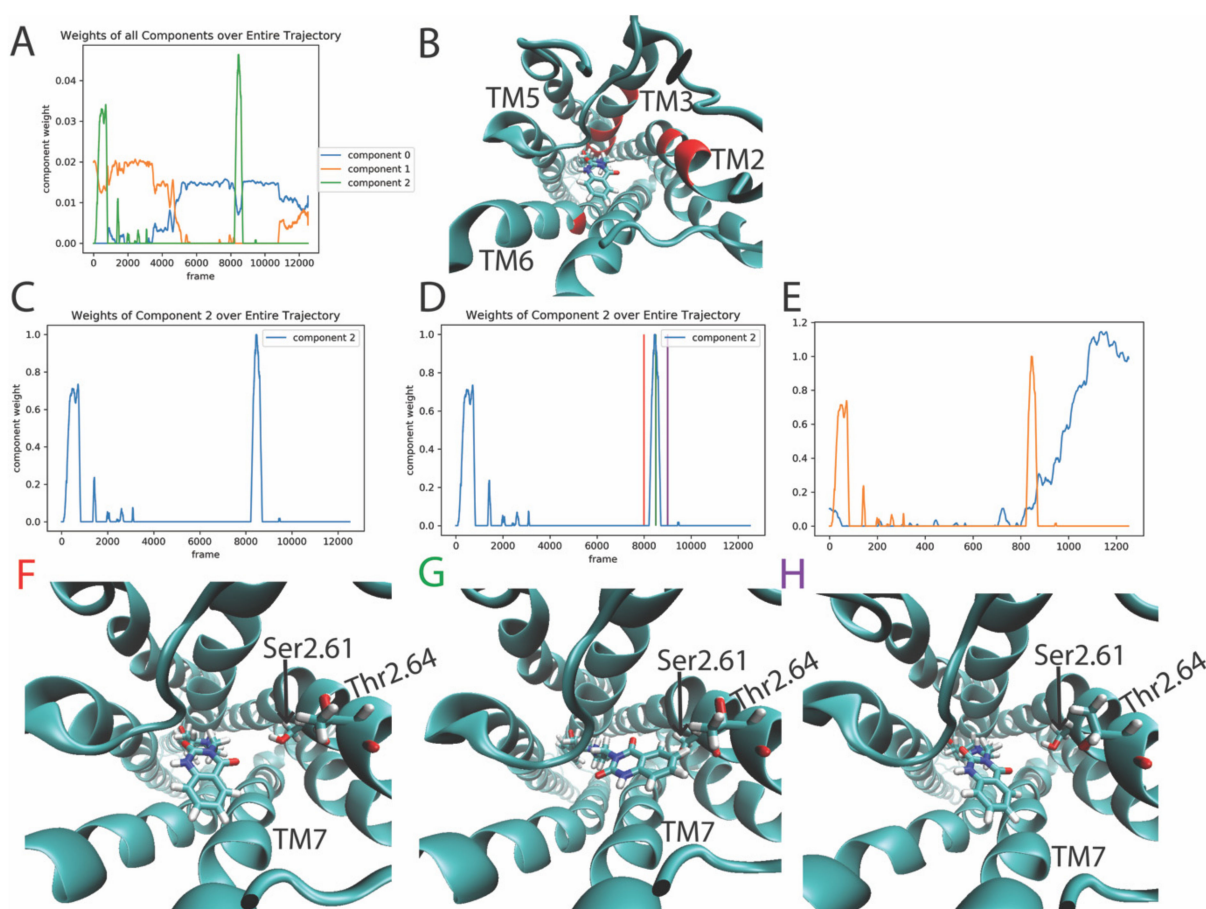 A
Weights of all Components over Entire Trajectory
component weight
0.04
0.03
0.02
0.01
0.00
0 2000 4000 6000 8000 10000 12000
frame
component 0
component 1
component 2
B
TM5
TM3
TM2
TM6
C
Weights of Component 2 over Entire Trajectory
component 2
component weight
1.0
0.8
0.6
0.4
0.2
0.0
0 2000 4000 6000 8000 10000 12000
frame
D
Weights of Component 2 over Entire Trajectory
component 2
component weight
1.0
0.8
0.6
0.4
0.2
0.0
0 2000 4000 6000 8000 10000 12000
frame
E
1.2
1.0
0.8
0.6
0.4
0.2
0.0
0 200 400 600 800 1000 1200
F
Ser2.61
Thr2.64
TM7
G
Ser2.61
Thr2.64
TM7
H
Ser2.61
Thr2.64
TM7